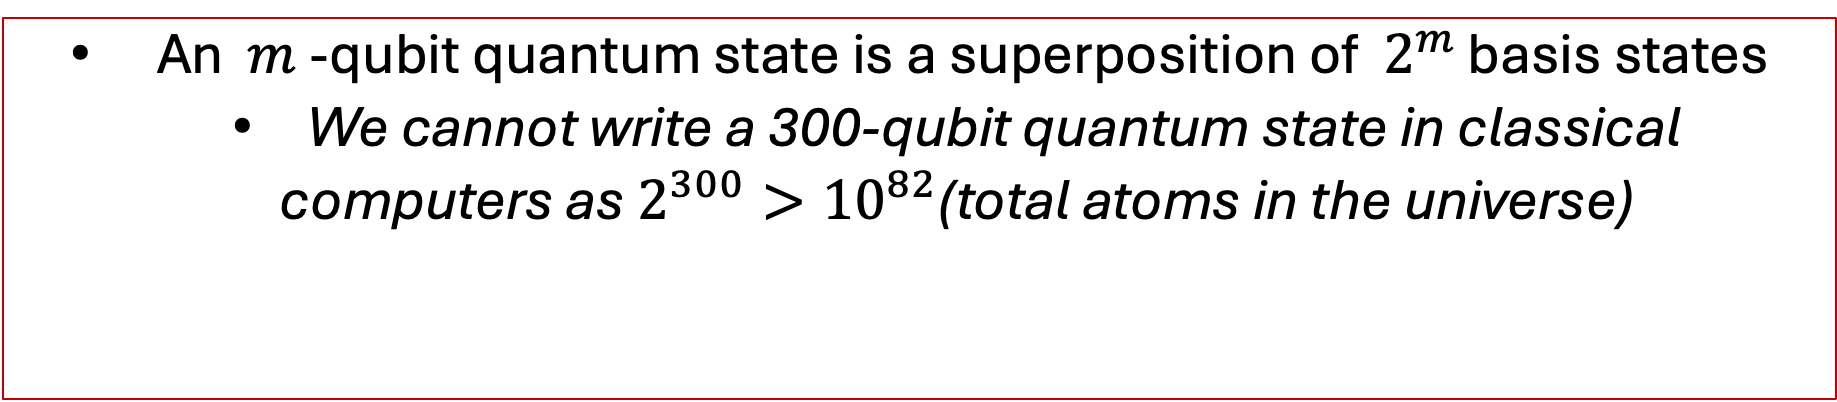 • An 𝑚 -qubit quantum state is a superposition of 2^𝑚 basis states
• We cannot write a 300-qubit quantum state in classical
computers as 2^300 > 10^82(total atoms in the universe)